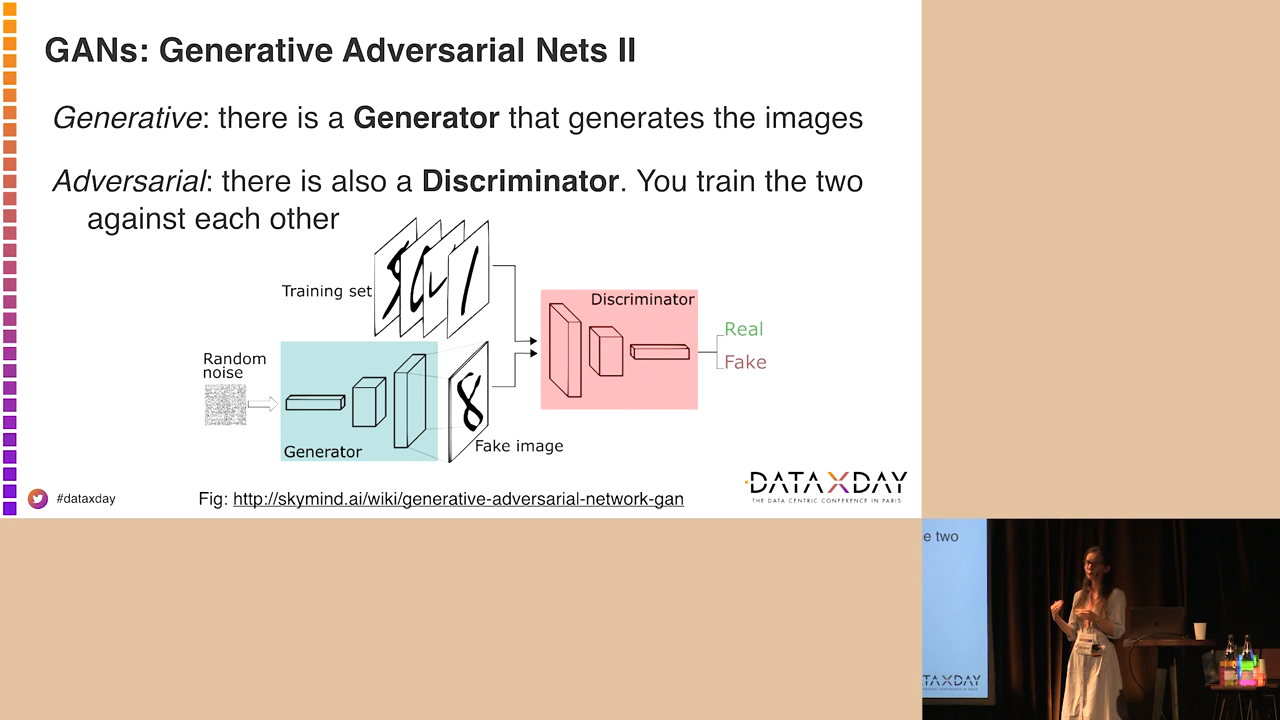 GANs: Generative Adversarial Nets II
Generative: there is a Generator that generates the images
Adversarial: there is also a Discriminator. You train the two
against each other
Training set
Discriminator
Real
Fake
Random
noise
Generator
Fake image
#dataxday
Fig: http://skymind.ai/wiki/generative-adversarial-network-gan
DATAXDAY
THE DATA CENTRIC CONFERENCE IN PARIS
e two
TAXDAY